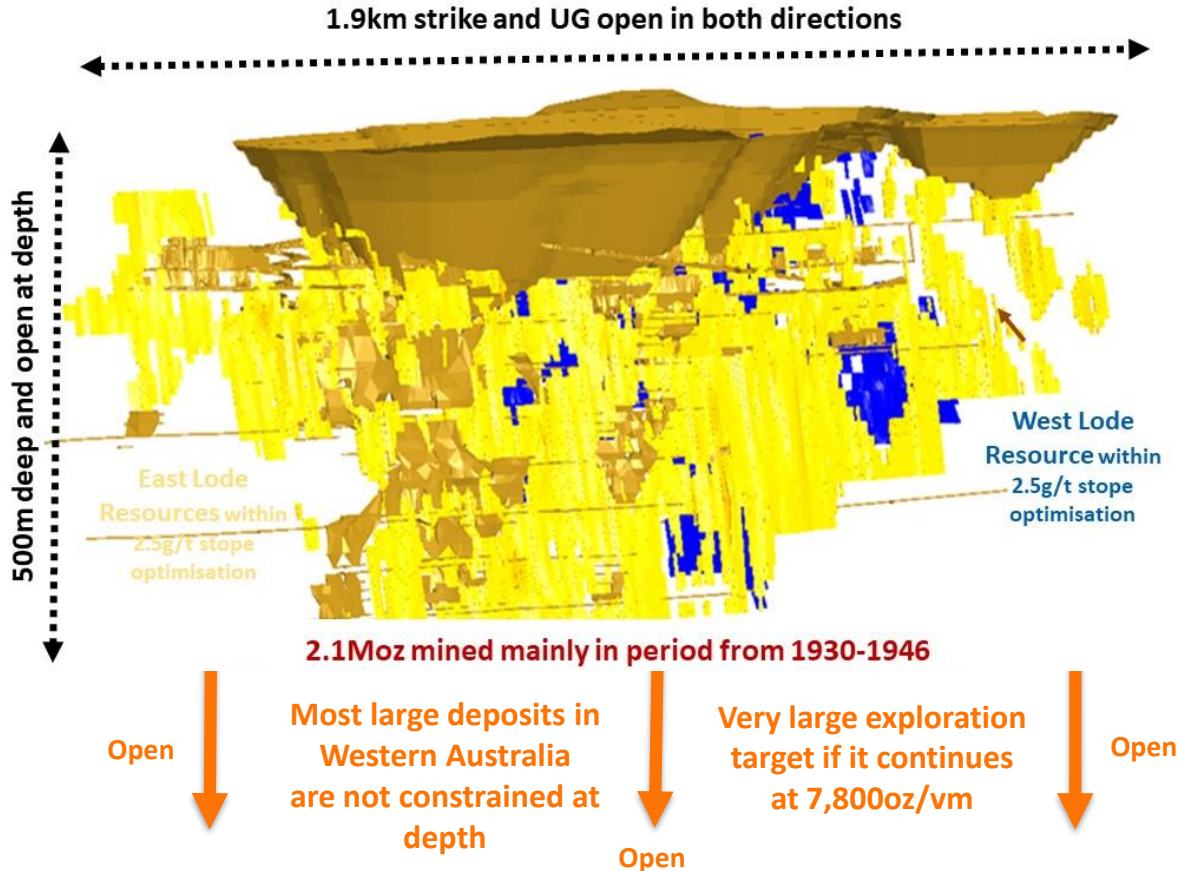 1.9km strike and UG open in both directions
500m deep and open at depth
East Lode
Resources within
2.5g/t stope
optimisation
West Lode
Resource within
2.5g/t stope
optimisation
2.1Moz mined mainly in period from 1930-1946
Open
Most large deposits in
Western Australia
are not constrained at
depth
Open
Very large exploration
target if it continues
at 7,800oz/vm
Open